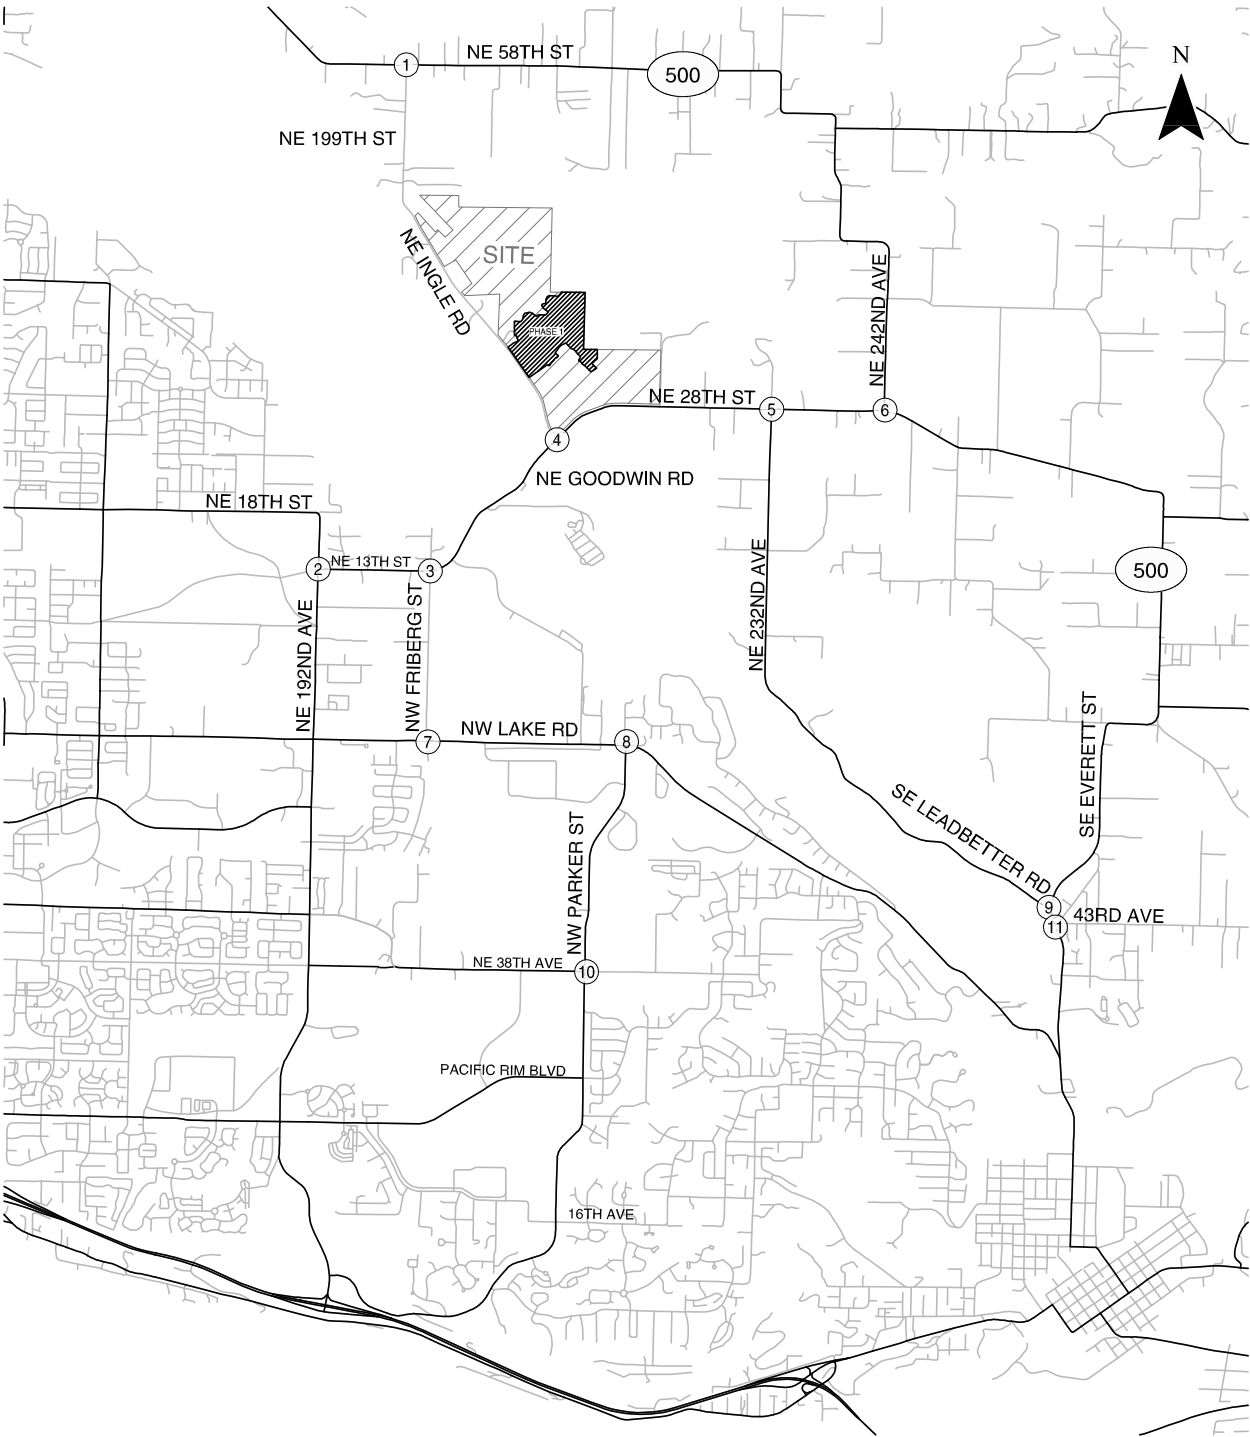 NE 58TH ST
1
500
N
NE 199TH ST
SITE
NE INGLE RD
NE 242ND AVE
PHASE 1
NE 28TH ST
5
6
4
NE GOODWIN RD
NE 18TH ST
NE 13TH ST
2
3
500
NE 232ND AVE
NE 192ND AVE
NW FRIBERG ST
NW LAKE RD
7
8
SE EVERETT ST
SE LEADBETTER RD
NW PARKER ST
9
43RD AVE
11
NE 38TH AVE
10
PACIFIC RIM BLVD
16TH AVE